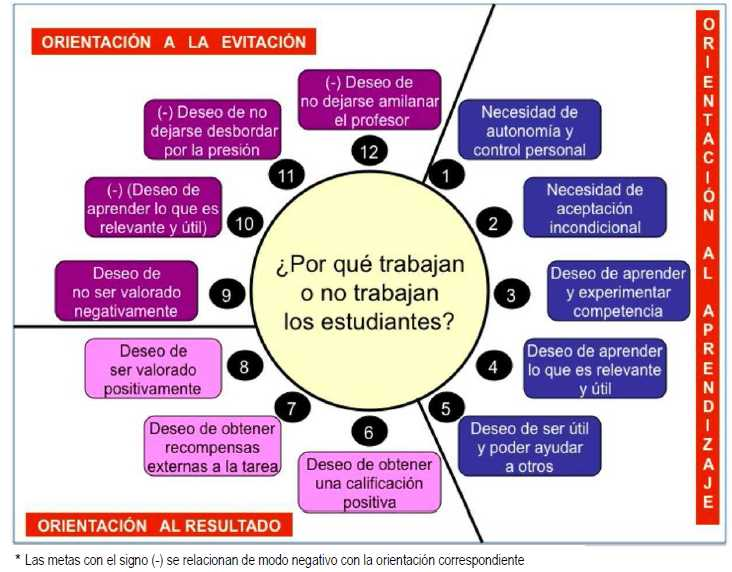 ORIENTACIÓN A LA EVITACIÓN
ORIENTACIÓN AL APRENDIZAJE
(-) Deseo de
no dejarse amilanar
el profesor
12
Necesidad de
autonomía y
control personal
1
Necesidad de
aceptación
incondicional
2
Deseo de aprender
y experimentar
competencia
3
Deseo de aprender
lo que es relevante
y útil
4
Deseo de ser útil
y poder ayudar
a otros
5
Deseo de obtener
una calificación
positiva
6
Deseo de obtener
recompensas
externas a la tarea
7
Deseo de
ser valorado
positivamente
8
Deseo de
no ser valorado
negativamente
9
(-) (Deseo de
aprender lo que es
relevante y útil)
10
(-) Deseo de no
dejarse desbordar
por la presión
11
¿Por qué trabajan
o no trabajan
los estudiantes?
ORIENTACIÓN AL RESULTADO
* Las metas con el signo (-) se relacionan de modo negativo con la orientación correspondiente